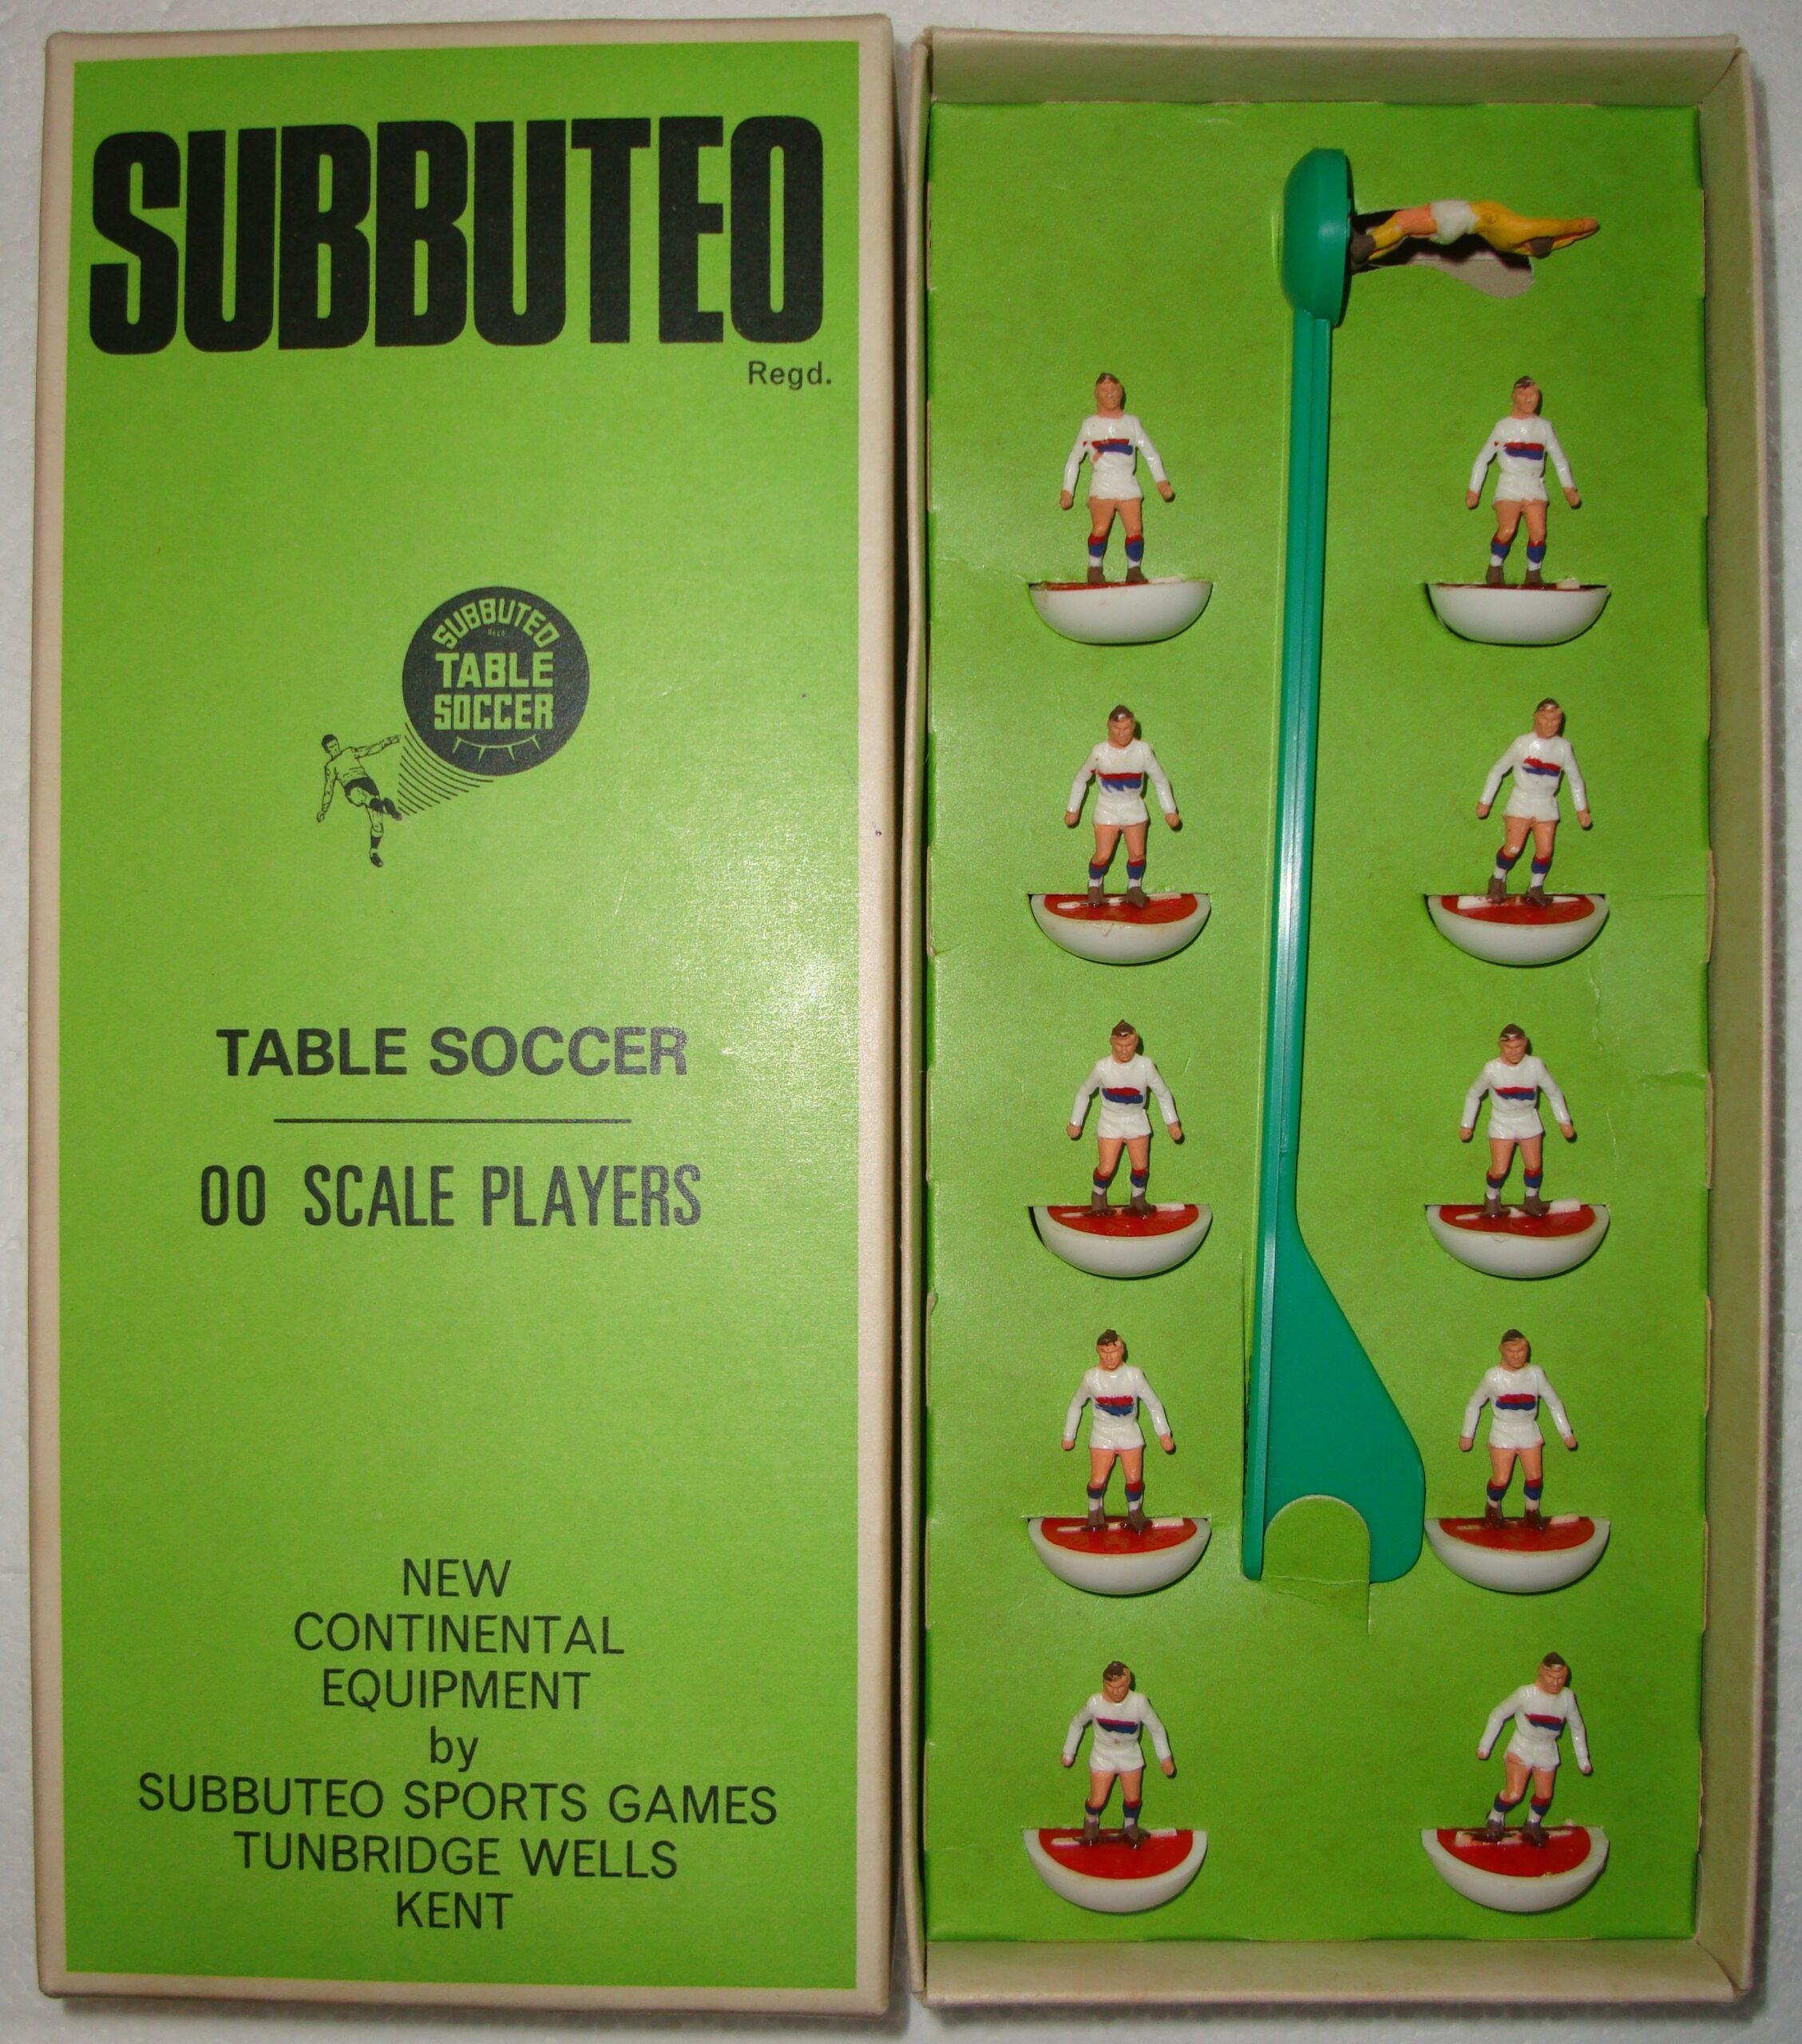 SUBBUTEO
Regd.
SUBBUTEO
TABLE
SOCCER
TABLE SOCCER
00 SCALE PLAYERS
NEW
CONTINENTAL
EQUIPMENT
by
SUBBUTEO SPORTS GAMES
TUNBRIDGE WELLS
KENT